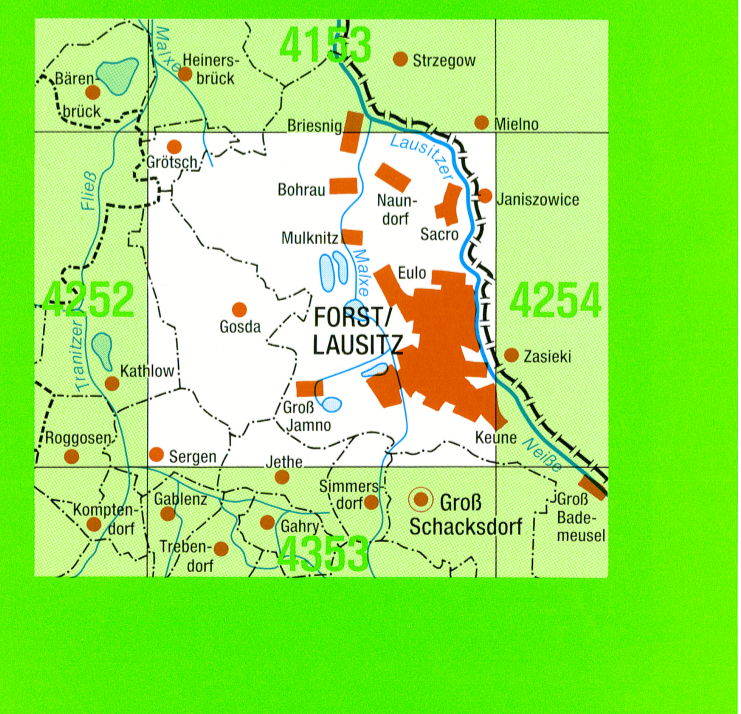 4153
Malxe
Heiners-
brück
Strzegow
Bären-
brück
Briesnig
Mielno
Lausitzer
Grötsch
Fließ
Bohrau
Naun-
dorf
Janiszowice
Sacro
Mulknitz
Malxe
Eulo
4252
4254
Gosda
FORST/
LAUSITZ
Tranitzer
Kathlow
Zasieki
Groß
Jamno
Keune
Neiße
Roggosen
Sergen
Jethe
Simmers-
dorf
Groß
Schacksdorf
Groß
Bade-
meusel
Kompten-
dorf
Gablenz
Gahry
Treben-
dorf
4353